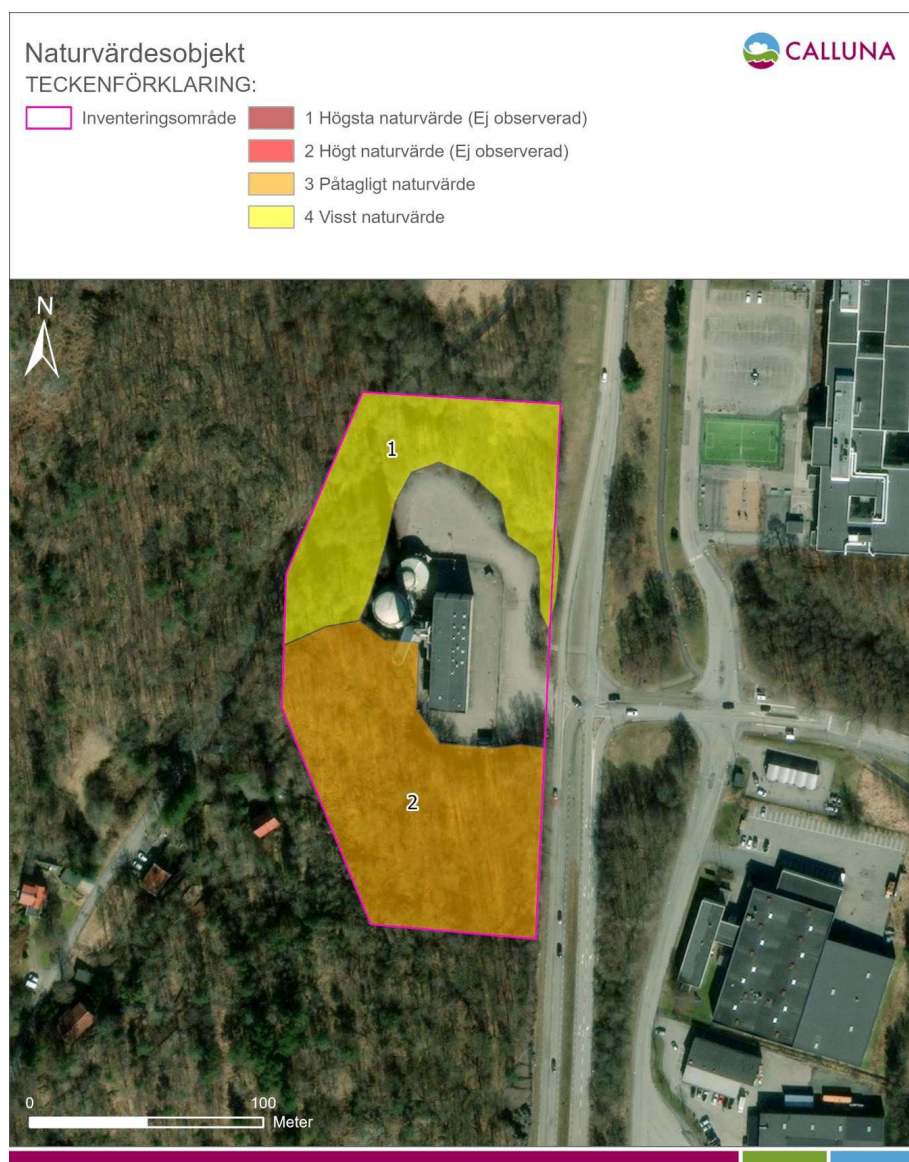 Naturvärdesobjekt
CALLUNA
TECKENFÖRKLARING:
Inventeringsområde
1 Högsta naturvärde (Ej observerad)
2 Högt naturvärde (Ej observerad)
3 Påtagligt naturvärde
4 Visst naturvärde
N
1
2
0 100
Meter